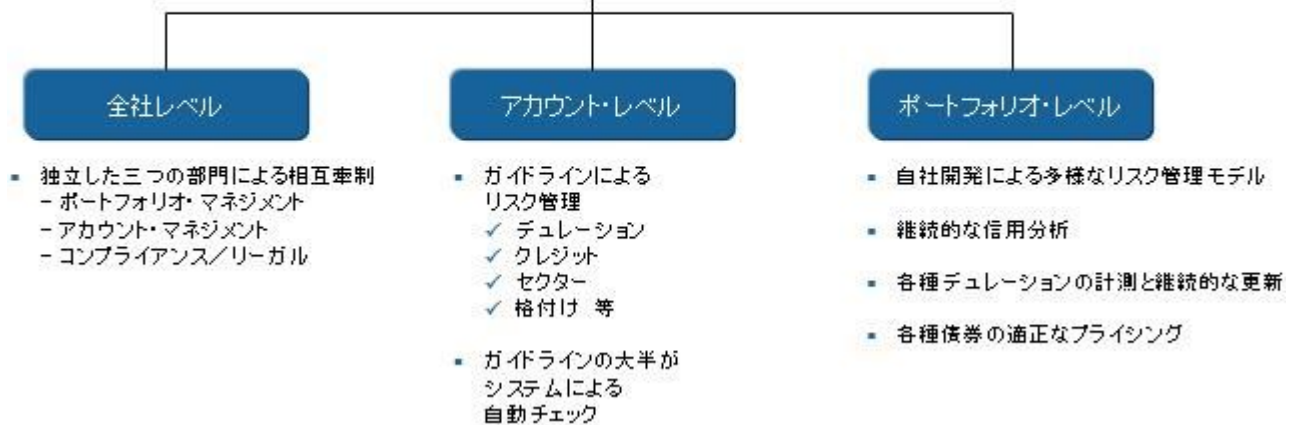 全社レベル
▪ 独立した三つの部門による相互牽制
－ポートフォリオ・マネジメント
－アカウント・マネジメント
－コンプライアンス／リーガル
アカウント・レベル
▪ ガイドラインによる
リスク管理
✓ デュレーション
✓ クレジット
✓ セクター
✓ 格付け 等
▪ ガイドラインの大半が
システムによる
自動チェック
ポートフォリオ・レベル
▪ 自社開発による多様なリスク管理モデル
▪ 継続的な信用分析
▪ 各種デュレーションの計測と継続的な更新
▪ 各種債券の適正なプライシング